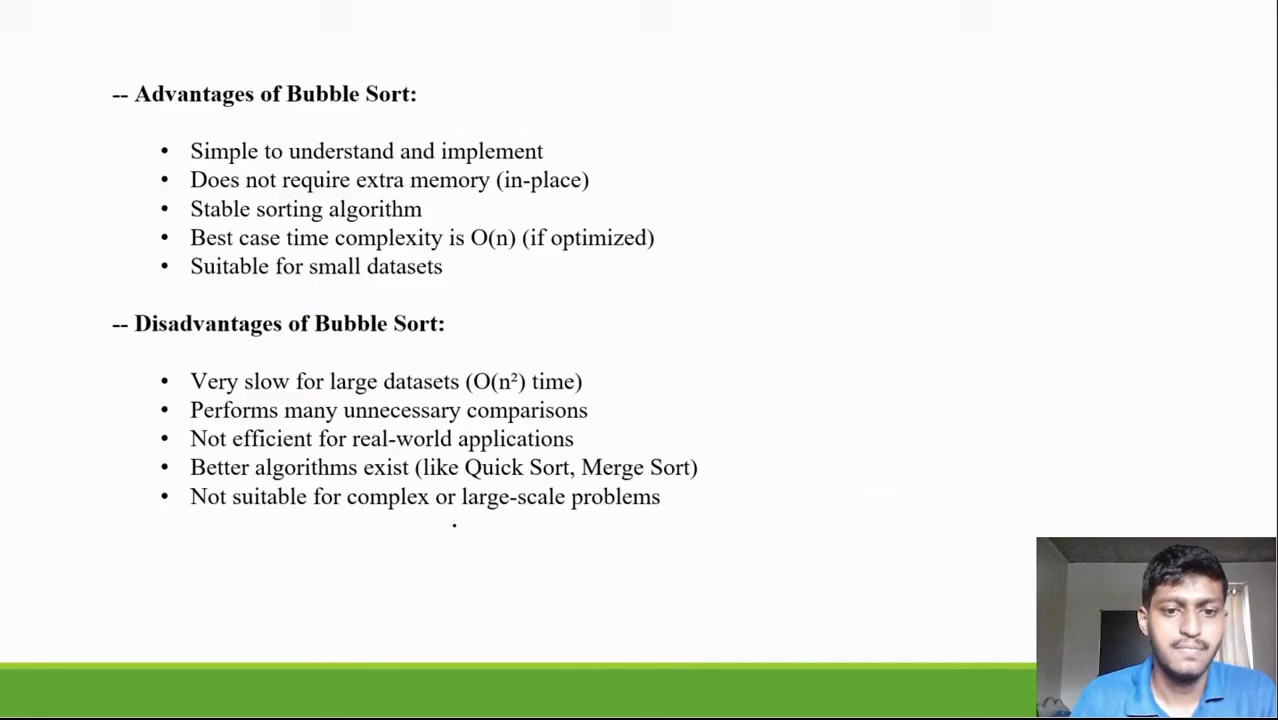 -- Advantages of Bubble Sort:
• Simple to understand and implement
• Does not require extra memory (in-place)
• Stable sorting algorithm
• Best case time complexity is O(n) (if optimized)
• Suitable for small datasets
-- Disadvantages of Bubble Sort:
• Very slow for large datasets (O(n²) time)
• Performs many unnecessary comparisons
• Not efficient for real-world applications
• Better algorithms exist (like Quick Sort, Merge Sort)
• Not suitable for complex or large-scale problems